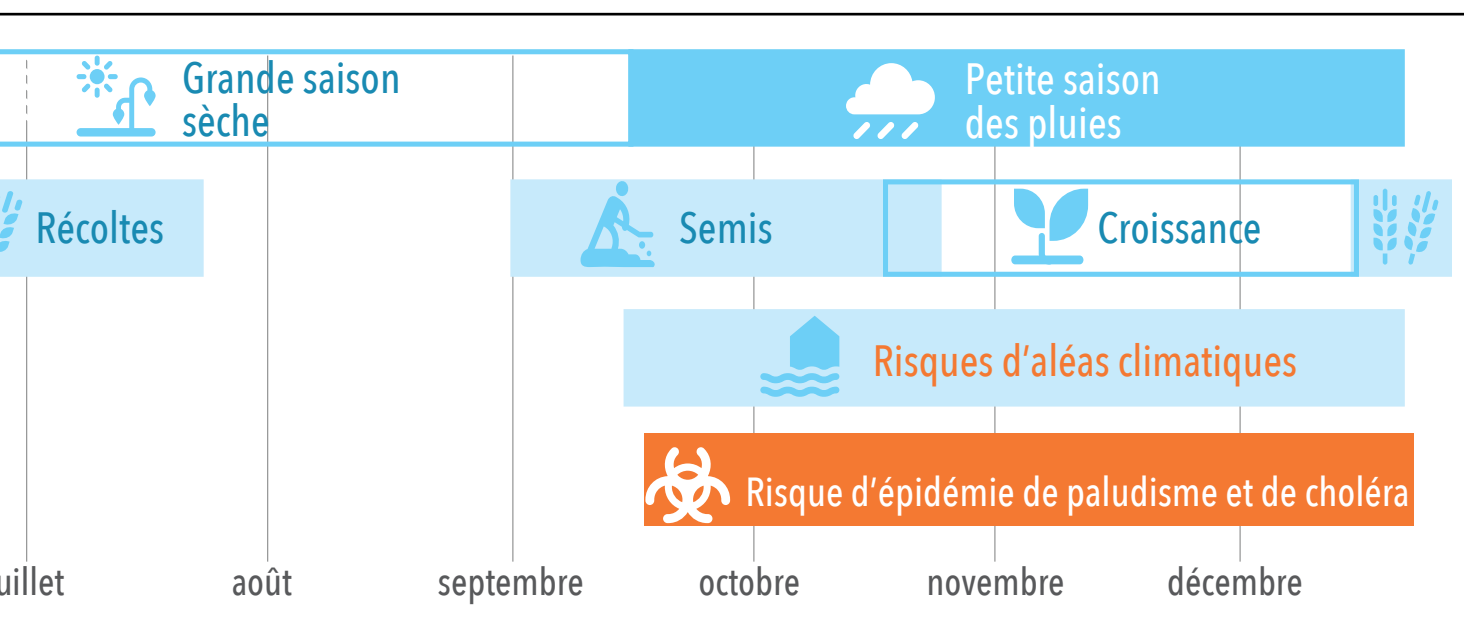 Grande saison
sèche
Petite saison
des pluies
Récoltes
Semis
Croissance
Risques d'aléas climatiques
Risque d'épidémie de paludisme et de choléra
uillet
août
septembre
octobre
novembre
décembre